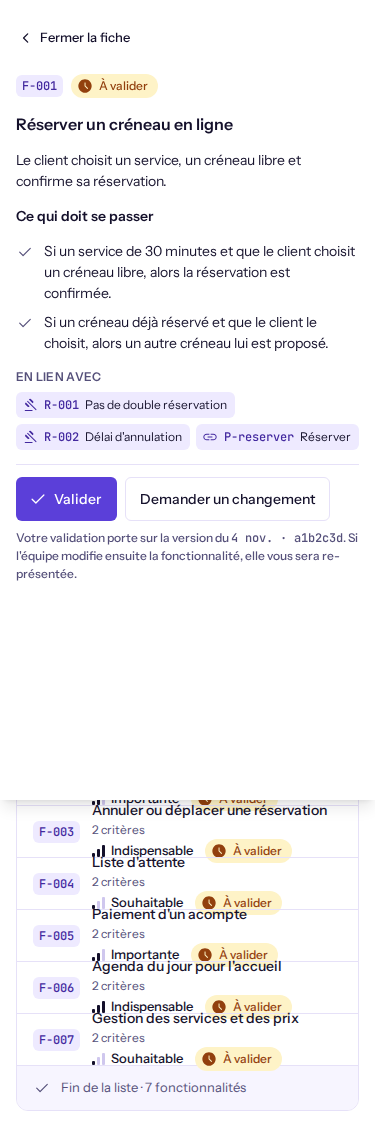 Fermer la fiche
F-001 À valider
Réserver un créneau en ligne
Le client choisit un service, un créneau libre et
confirme sa réservation.
Ce qui doit se passer
Si un service de 30 minutes et que le client choisit
un créneau libre, alors la réservation est
confirmée.
Si un créneau déjà réservé et que le client le
choisit, alors un autre créneau lui est proposé.
EN LIEN AVEC
R-001 Pas de double réservation
R-002 Délai d'annulation P-reserver Réserver
Valider Demander un changement
Votre validation porte sur la version du 4 nov. · a1b2c3d. Si
l'équipe modifie ensuite la fonctionnalité, elle vous sera re-
présentée.
Importante À valider
Annuler ou déplacer une réservation
F-003 2 critères
Indispensable À valider
Liste d'attente
F-004 2 critères
Souhaitable À valider
Paiement d'un acompte
F-005 2 critères
Importante À valider
Agenda du jour pour l'accueil
F-006 2 critères
Indispensable À valider
Gestion des services et des prix
F-007 2 critères
Souhaitable À valider
Fin de la liste · 7 fonctionnalités